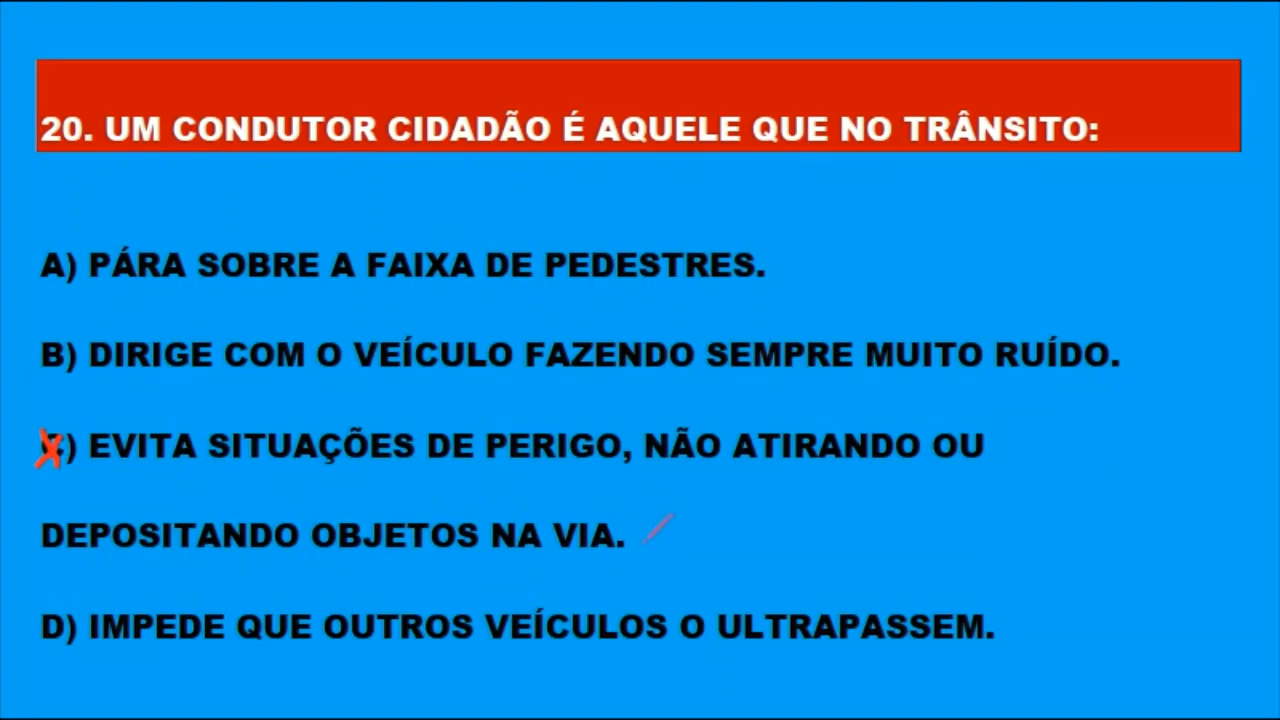 20. UM CONDUTOR CIDADÃO É AQUELE QUE NO TRÂNSITO:
A) PÁRA SOBRE A FAIXA DE PEDESTRES.
B) DIRIGE COM O VEÍCULO FAZENDO SEMPRE MUITO RUÍDO.
C) EVITA SITUAÇÕES DE PERIGO, NÃO ATIRANDO OU
DEPOSITANDO OBJETOS NA VIA.
D) IMPEDE QUE OUTROS VEÍCULOS O ULTRAPASSEM.